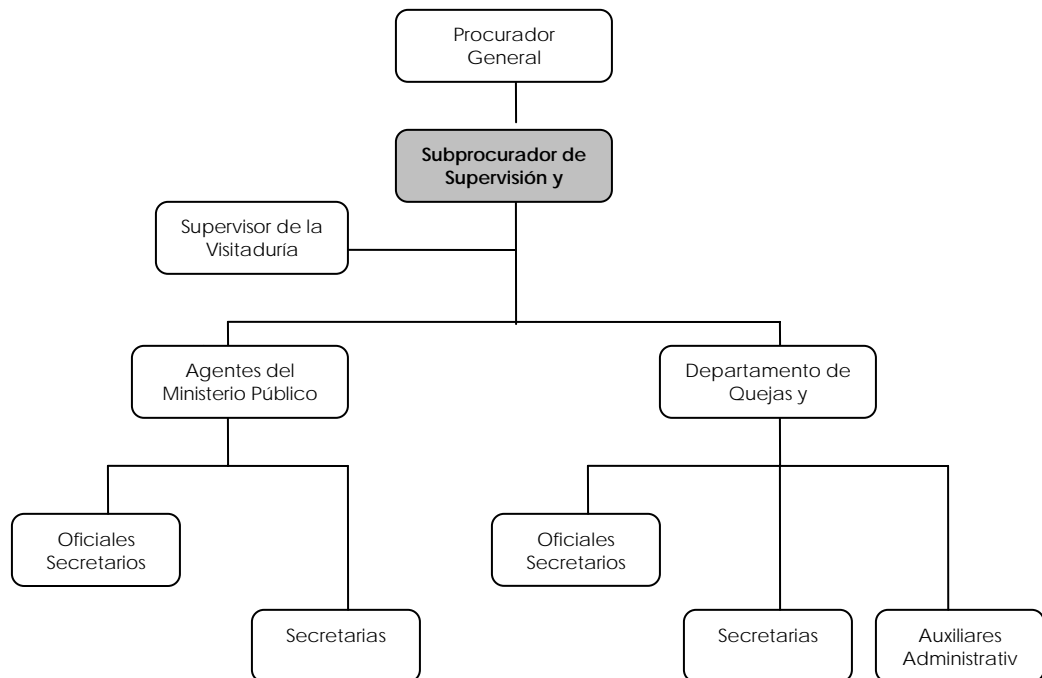 Procurador
General
Subprocurador de
Supervisión y
Supervisor de la
Visitaduría
Agentes del
Ministerio Público
Departamento de
Quejas y
Oficiales
Secretarios
Oficiales
Secretarios
Secretarias
Secretarias
Auxiliares
Administrativ